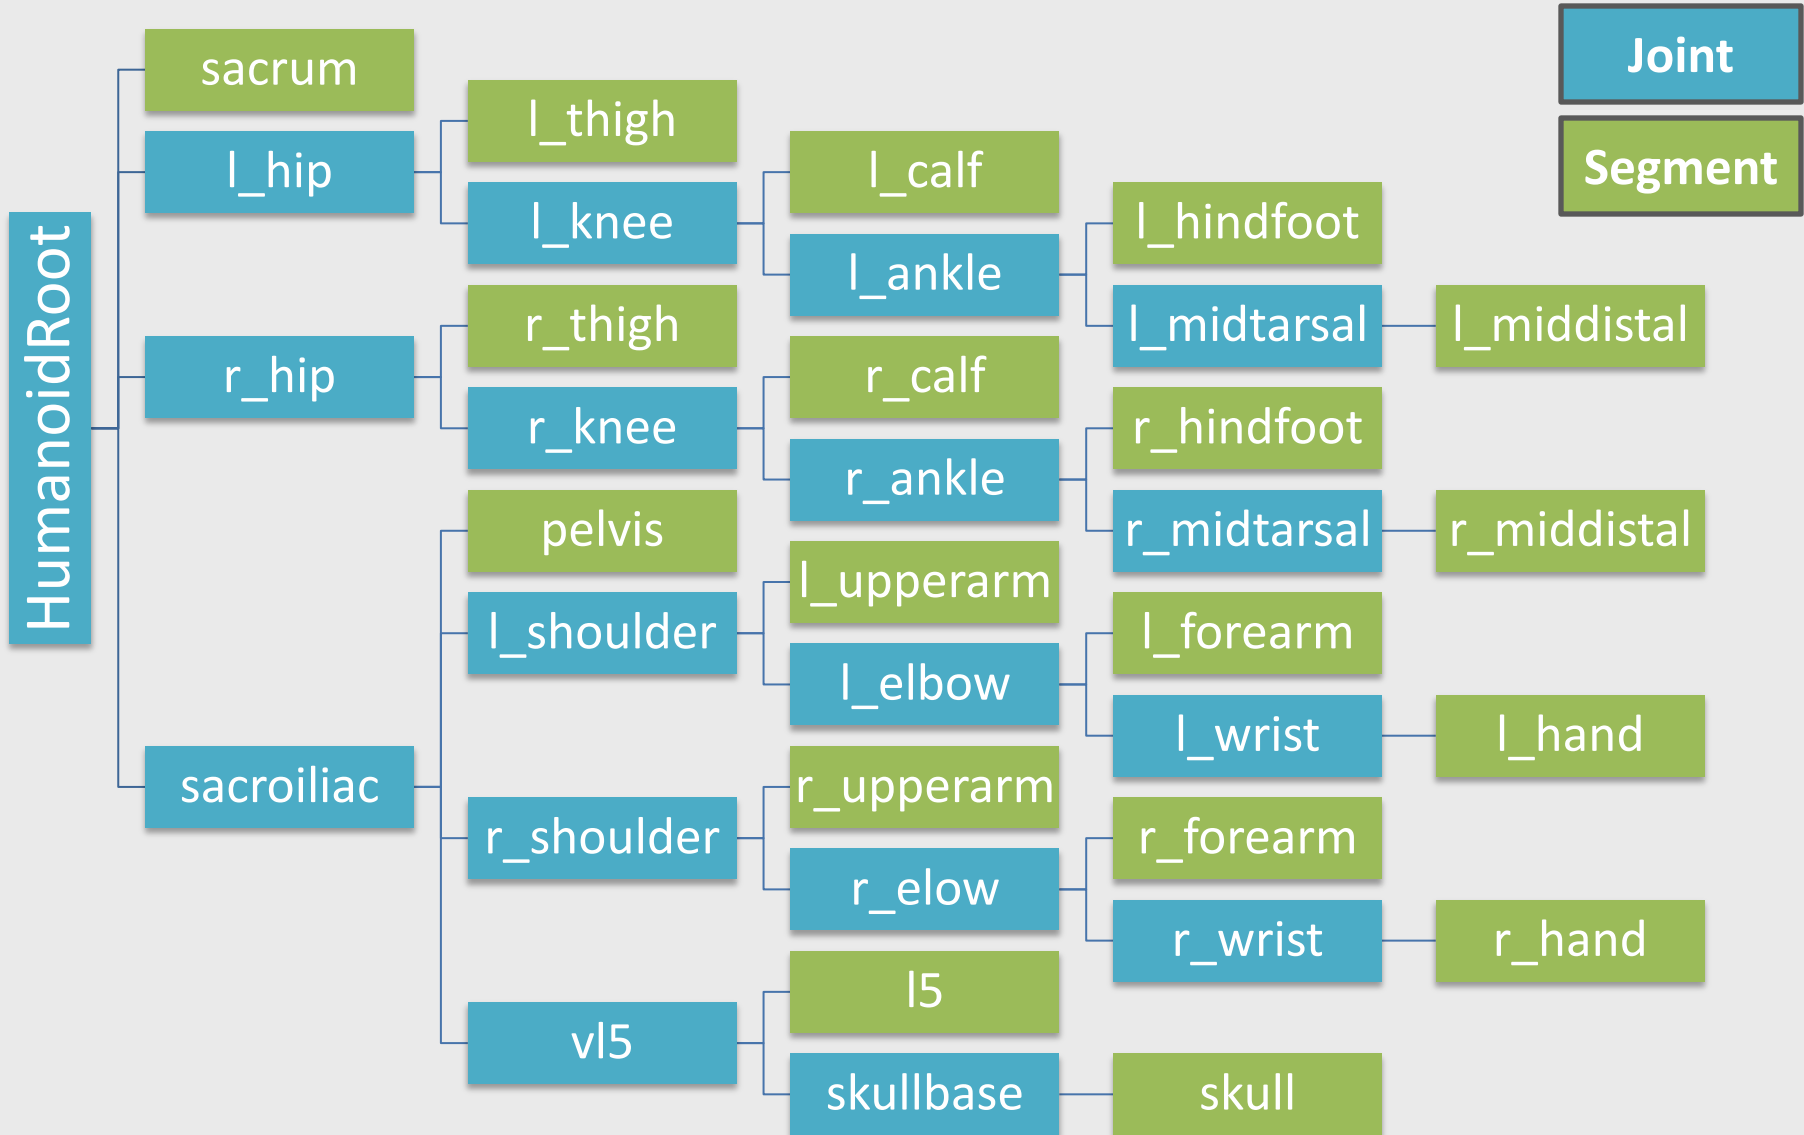 HumanoidRoot
sacrum
l_hip
r_hip
sacroiliac
l_thigh
l_knee
r_thigh
r_knee
pelvis
l_shoulder
r_shoulder
vl5
l_calf
l_ankle
r_calf
r_ankle
l_upperarm
l_elbow
r_upperarm
r_elow
l5
skullbase
l_hindfoot
l_midtarsal
r_hindfoot
r_midtarsal
l_forearm
l_wrist
r_forearm
r_wrist
skull
l_middistal
r_middistal
l_hand
r_hand
Joint
Segment